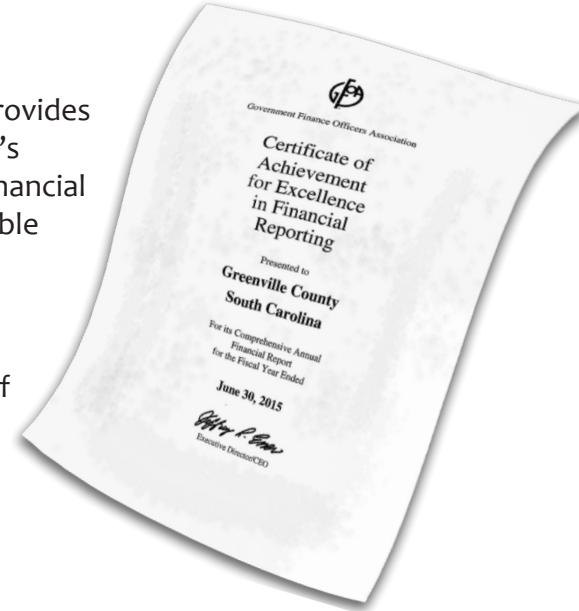 rovides
's
nancial
ble
f
GFOA
Government Finance Officers Association
Certificate of
Achievement
for Excellence
in Financial
Reporting
Presented to
Greenville County
South Carolina
For its Comprehensive Annual
Financial Report
for the Fiscal Year Ended
June 30, 2015
Executive Director/CEO